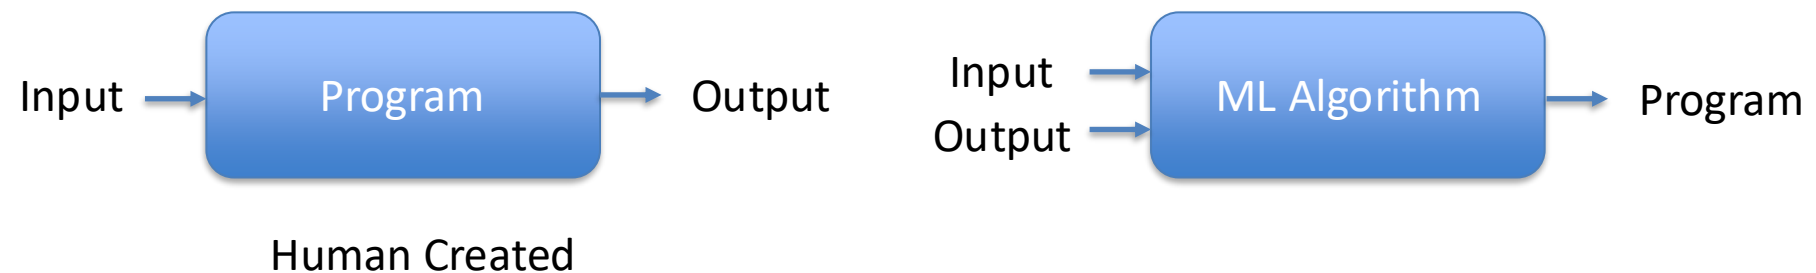 Input
Program
Output
Human Created
Input
Output
ML Algorithm
Program